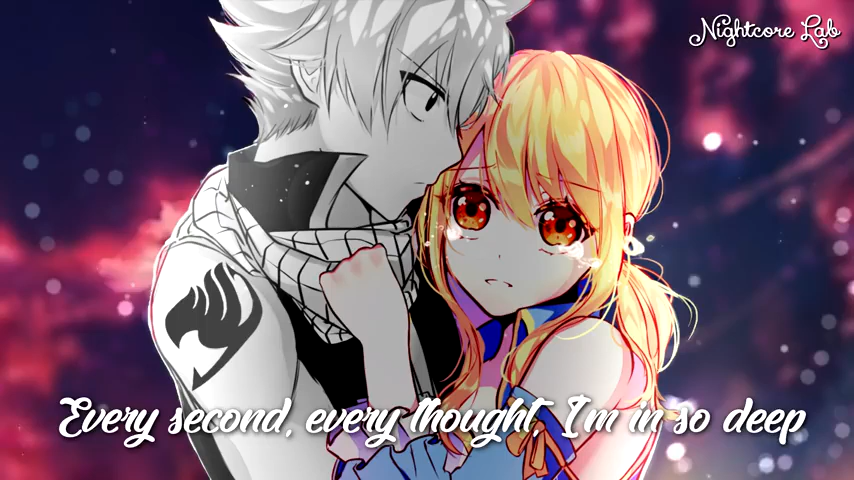 Nightcore Lab
Every second, every thought, I'm in so deep